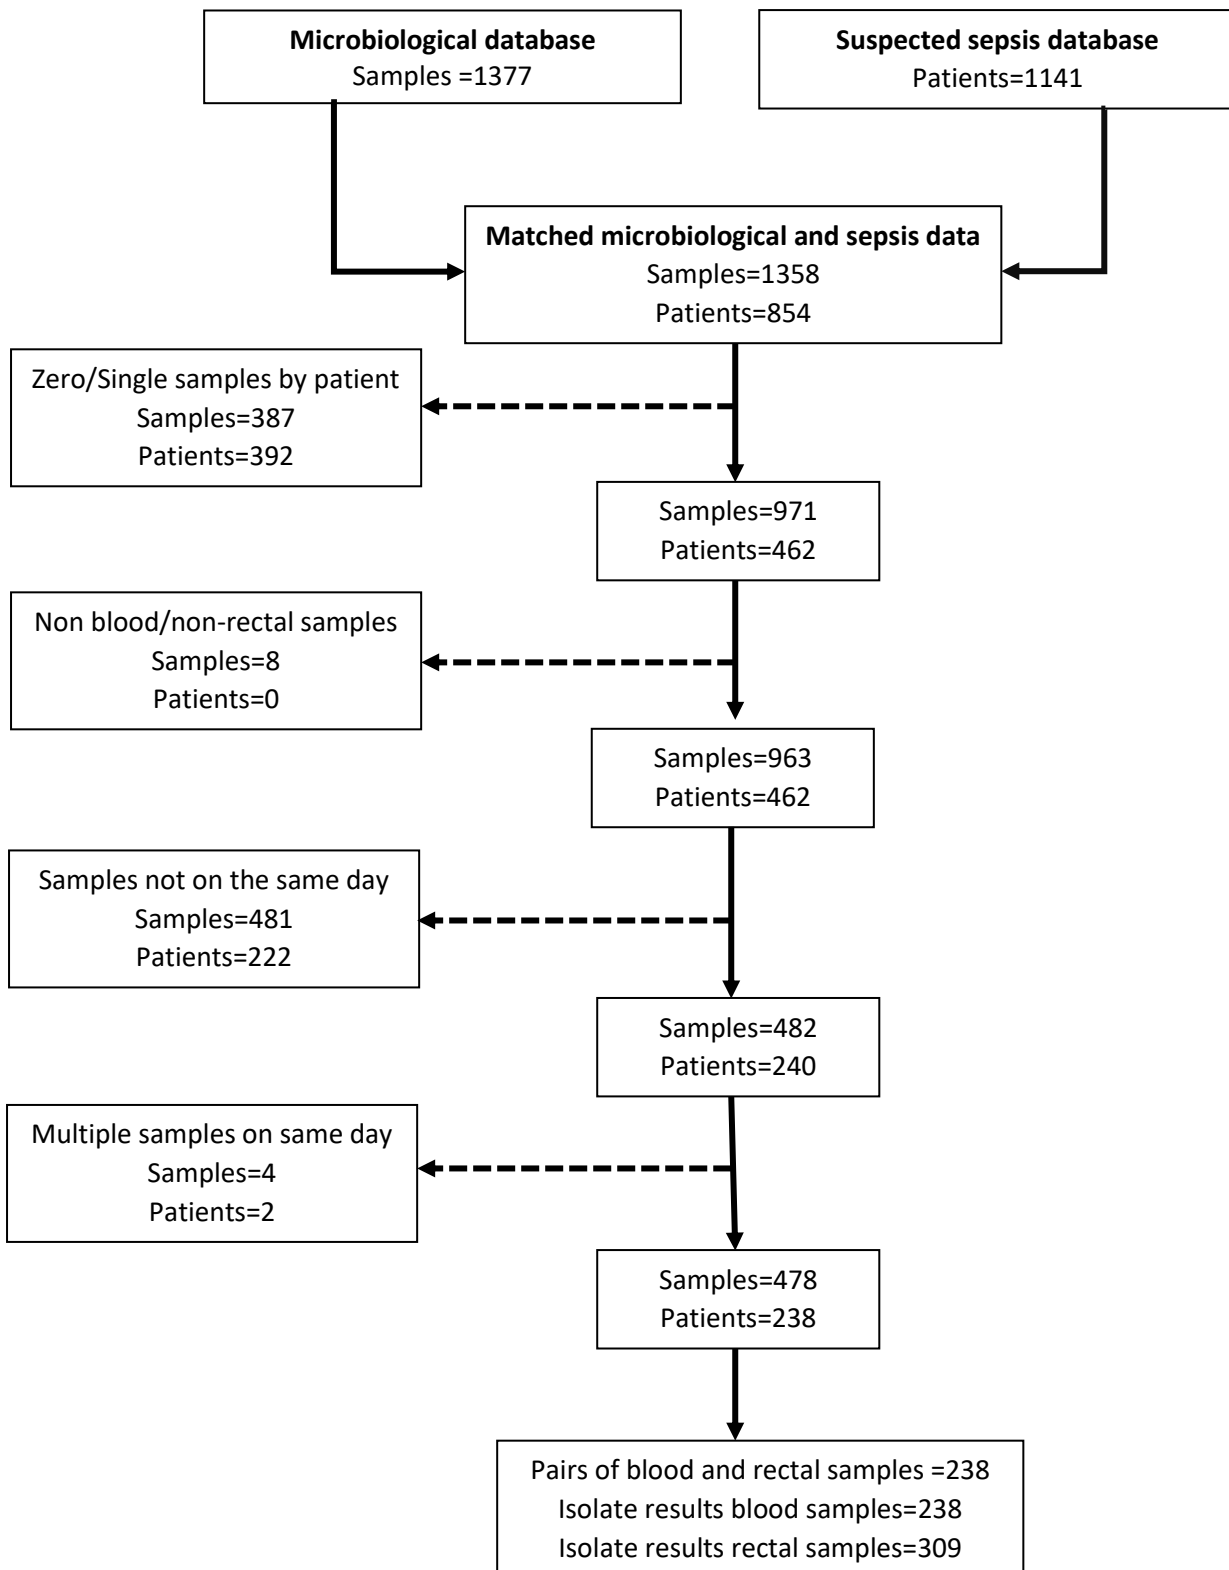 Microbiological database
Samples =1377
Suspected sepsis database
Patients=1141
Matched microbiological and sepsis data
Samples=1358
Patients=854
Zero/Single samples by patient
Samples=387
Patients=392
Samples=971
Patients=462
Non blood/non-rectal samples
Samples=8
Patients=0
Samples=963
Patients=462
Samples not on the same day
Samples=481
Patients=222
Samples=482
Patients=240
Multiple samples on same day
Samples=4
Patients=2
Samples=478
Patients=238
Pairs of blood and rectal samples =238
Isolate results blood samples=238
Isolate results rectal samples=309